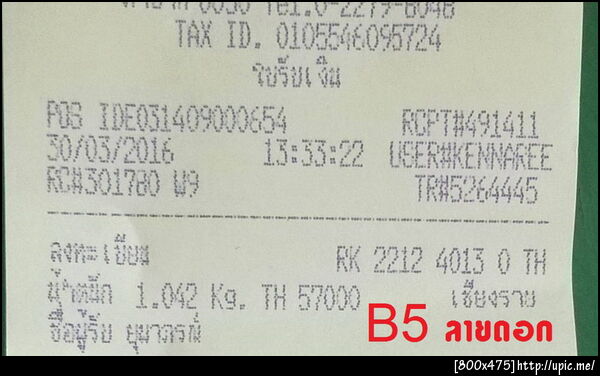 TAX ID. 0105546095724
ใบรับเงิน
POS IDE031409000654 RCPT#491411
30/03/2016 13:33:22 USER#KENNAREE
RC#301780 W9 TR#5264445
ลงทะเบียน RK 2212 4013 0 TH
น้ำหนัก 1.042 Kg. TH 57000 เชียงราย
ชื่อผู้รับ ยุพาภรณ์
B5 ลายดอก
[800x475]http://upic.me/